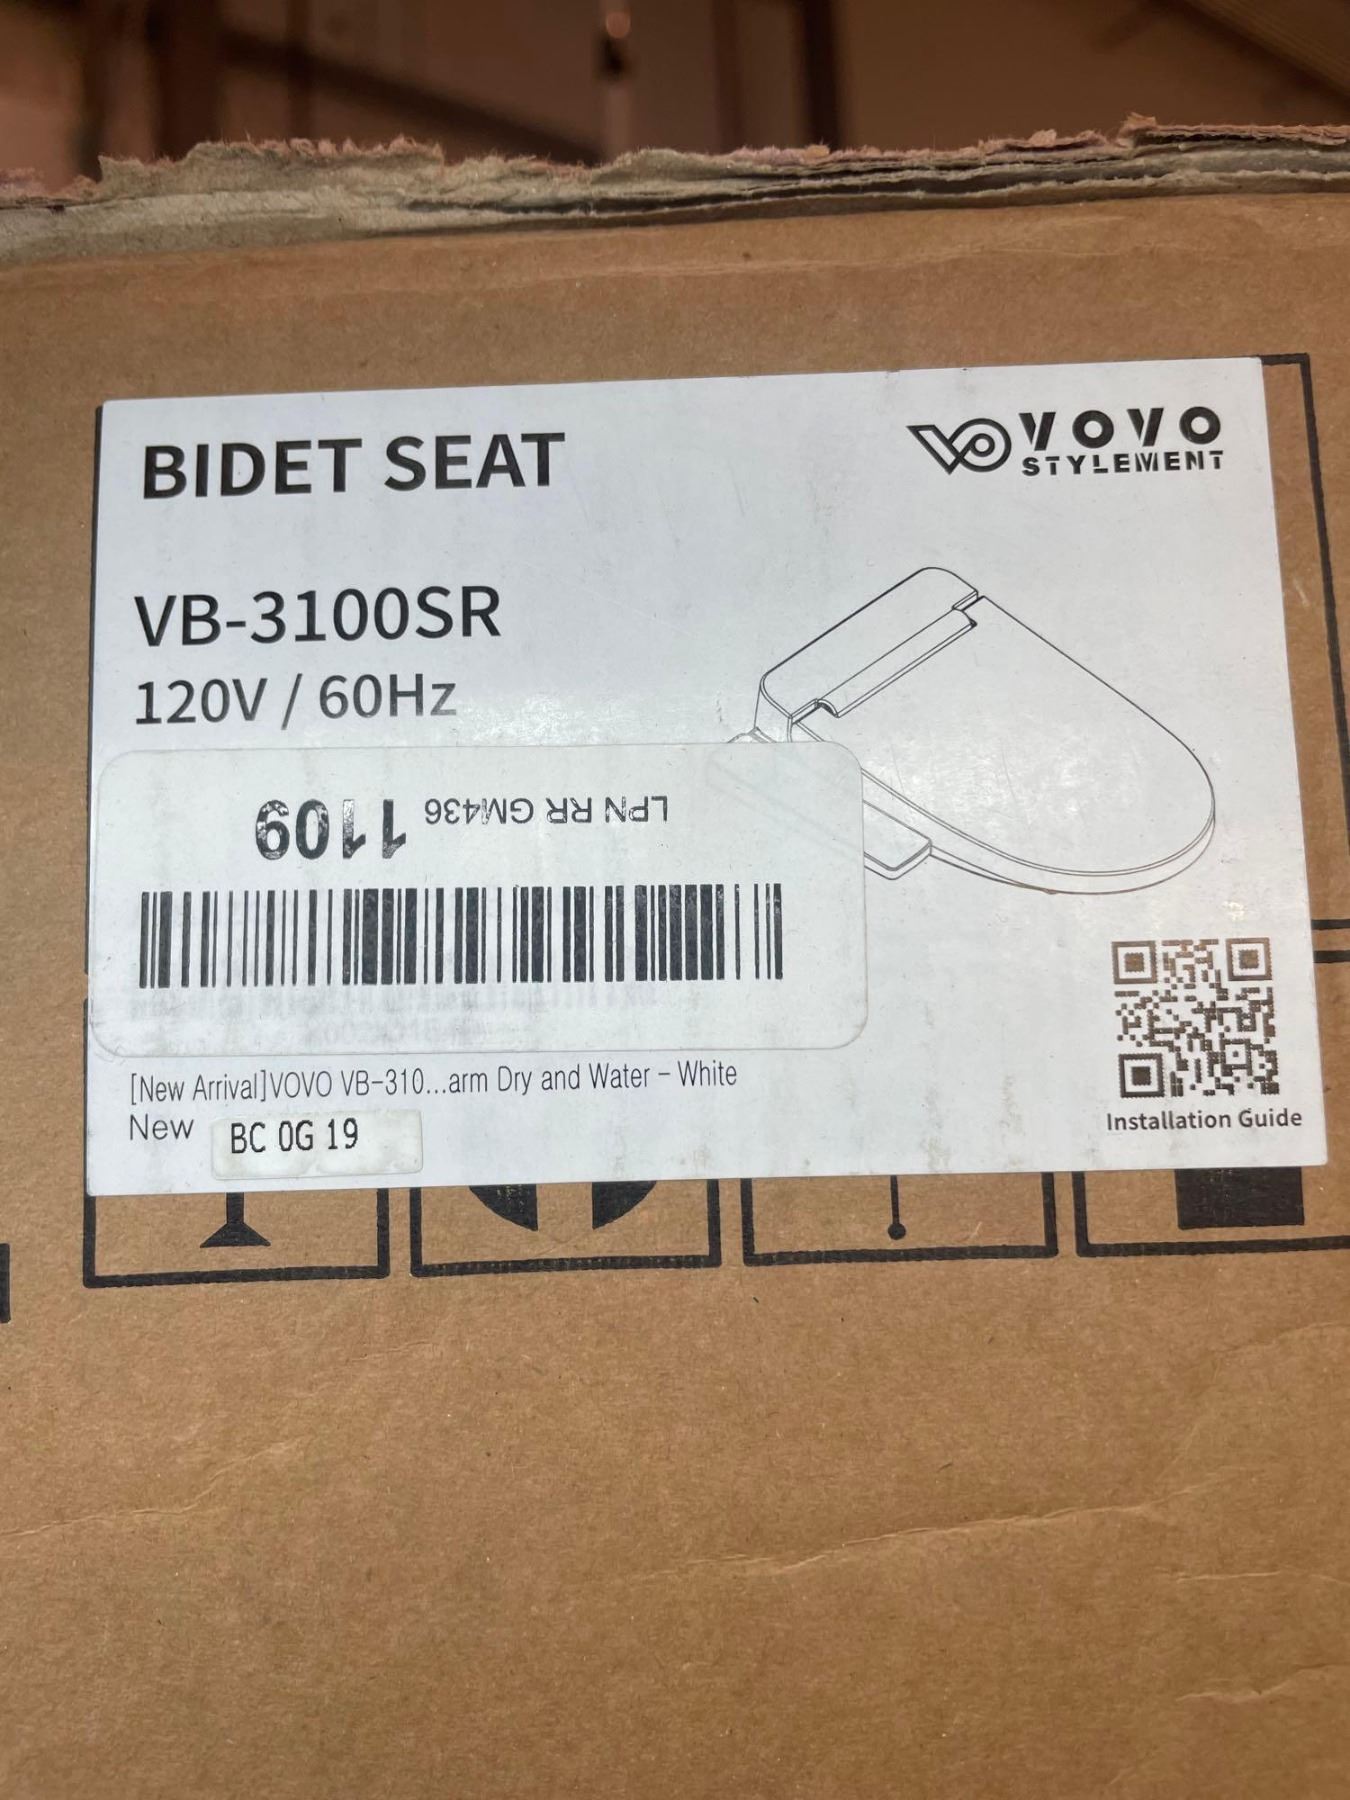 BIDET SEAT
VOVO
STYLEMENT
VB-3100SR
120V / 60Hz
LPN RR GM436 1109
[New Arrival]VOVO VB-310...arm Dry and Water - White
New
BC 0G 19
Installation Guide